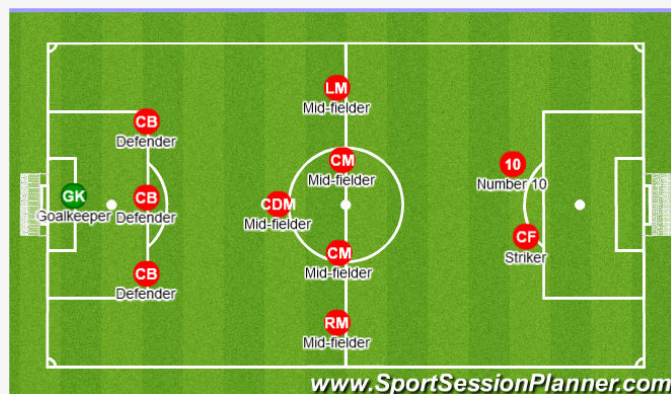 LM
Mid-fielder
CB
Defender
CM
Mid-fielder
10
Number 10
GK
Goalkeeper
CB
Defender
CDM
Mid-fielder
CF
Striker
CM
Mid-fielder
CB
Defender
RM
Mid-fielder
www.SportSessionPlanner.com